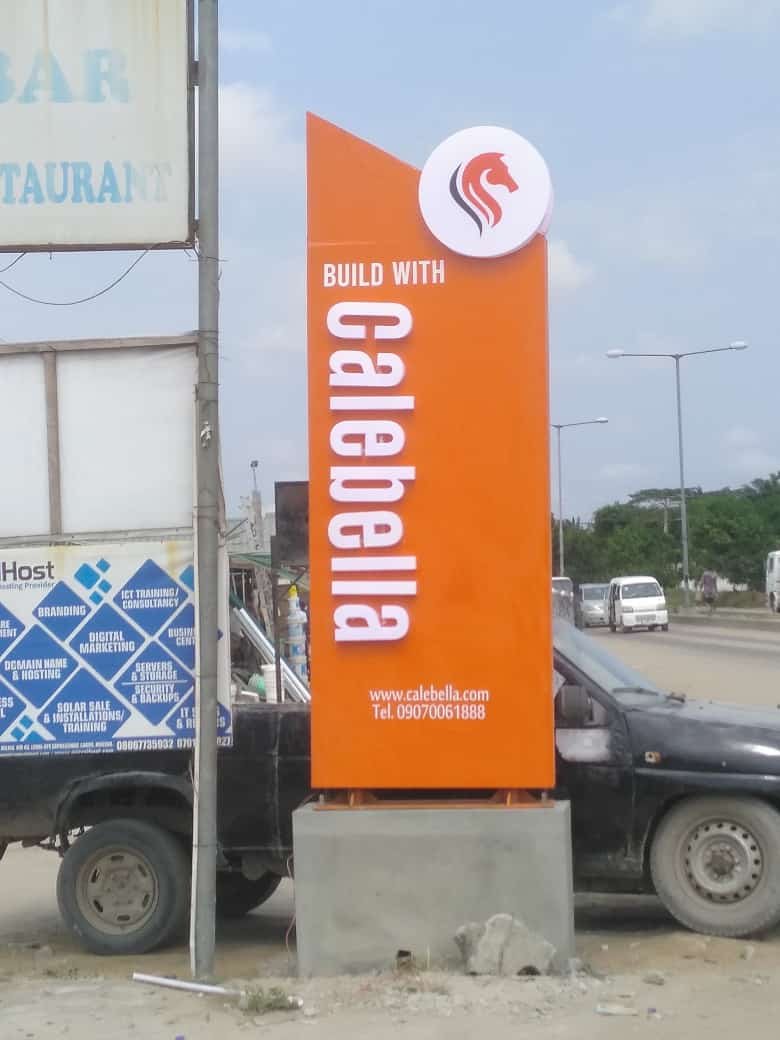 BAR
TAURANT
BUILD WITH
Calebella
www.calebella.com
Tel. 09070061888
Host
BRANDING
ICT TRAINING/
CONSULTANCY
DIGITAL
MARKETING
DOMAIN NAME
& HOSTING
SERVERS
& STORAGE
SECURITY
& BACKUPS
SOLAR SALE
& INSTALLATIONS/
TRAINING
08067735932